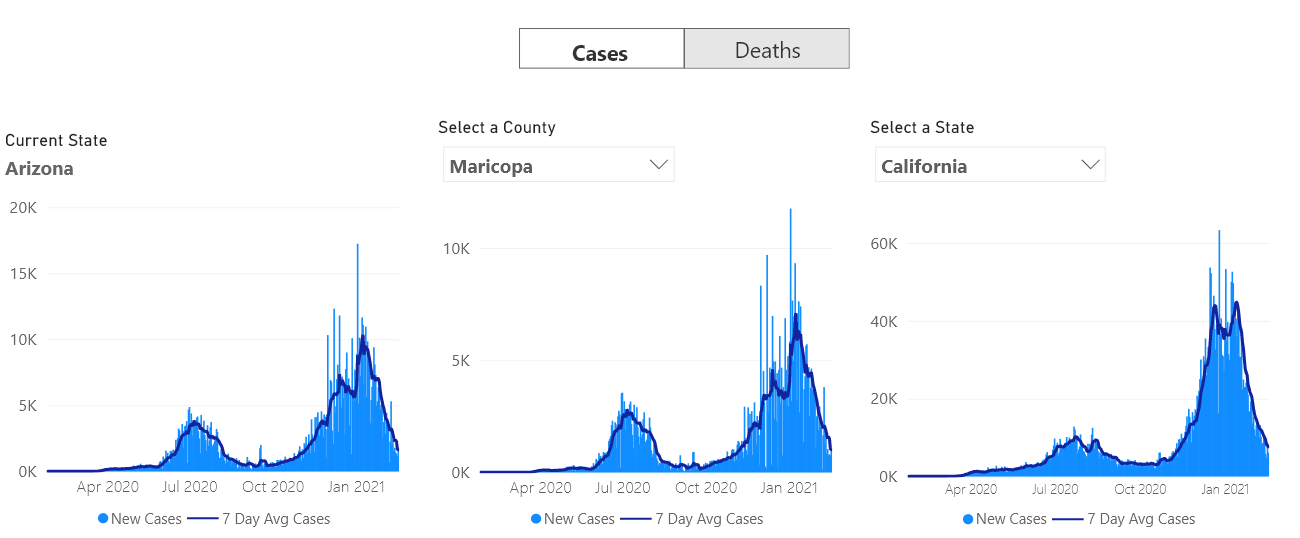 Cases
Deaths
Current State
Arizona
20K
15K
10K
5K
0K
Apr 2020
Jul 2020
Oct 2020
Jan 2021
New Cases
7 Day Avg Cases
Select a County
Maricopa
10K
5K
0K
Apr 2020
Jul 2020
Oct 2020
Jan 2021
New Cases
7 Day Avg Cases
Select a State
California
60K
40K
20K
0K
Apr 2020
Jul 2020
Oct 2020
Jan 2021
New Cases
7 Day Avg Cases